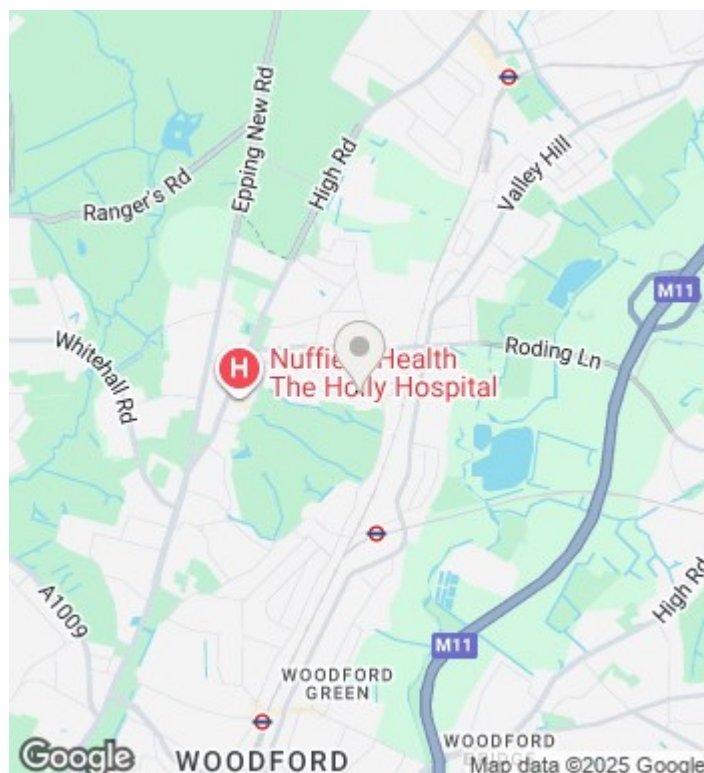 Epping New Rd
High Rd
Ranger's Rd
Valley Hill
M11
Whitehall Rd
H
Nuffield Health
The Holly Hospital
Roding Ln
High Rd
A1009
M11
WOODFORD
GREEN
WOODFORD
WOODFORD
Google
Map data ©2025 Google